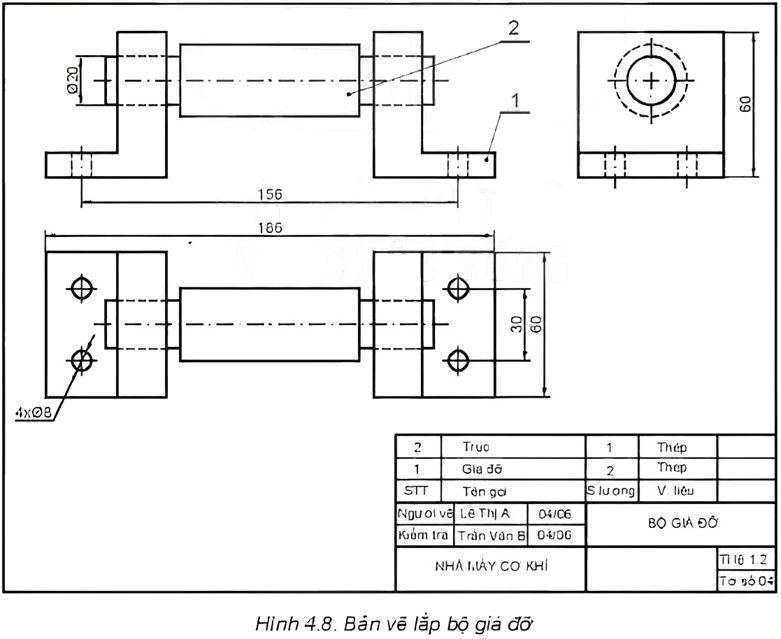 2
Ø20
1
60
156
186
30
60
4xØ8
2 Trục 1 Thép
1 Giá đỡ 2 Thép
STT Tên gọi S.lượng V. liệu
Người vẽ Lê Thị A 04/06 BỘ GIÁ ĐỠ
Kiểm tra Trần Văn B 04/06
NHÀ MÁY CƠ KHÍ Tỉ lệ 1:2
Tờ số 04
Hình 4.8. Bản vẽ lắp bộ giá đỡ